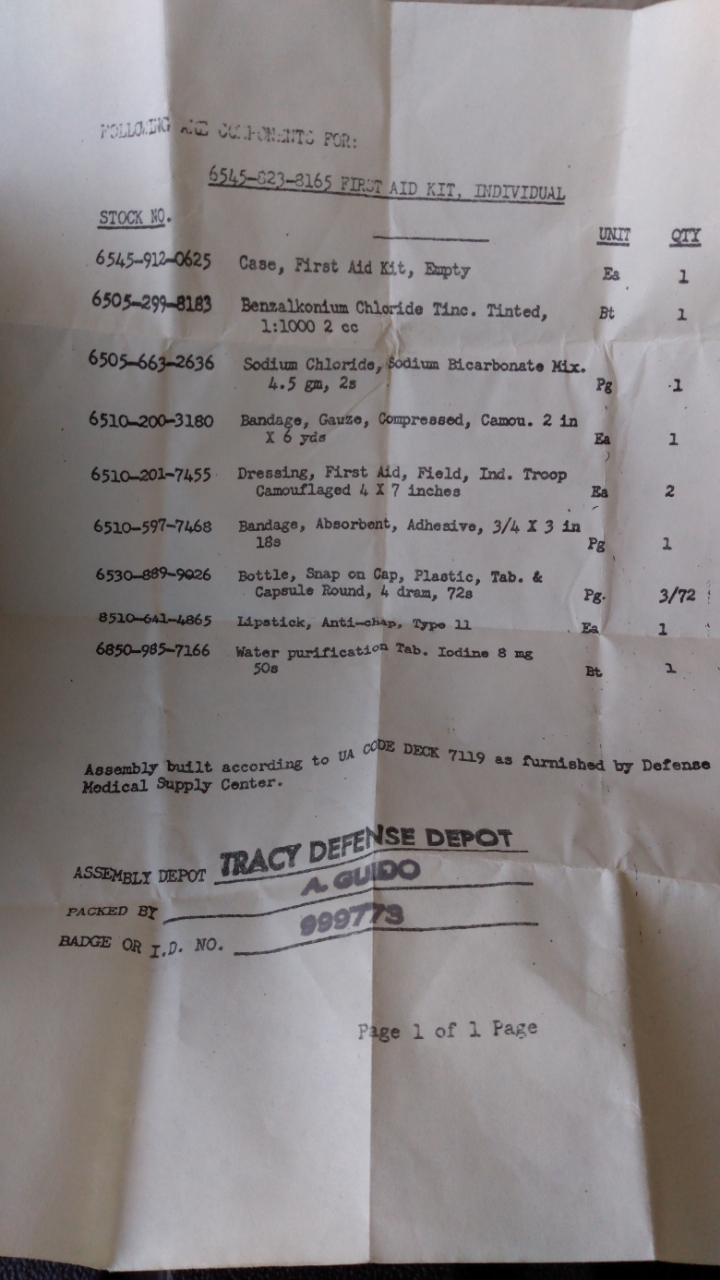 FOLLOWING ARE COMPONENTS FOR:
6545-823-8165 FIRST AID KIT, INDIVIDUAL
STOCK NO. UNIT QTY
6545-912-0625 Case, First Aid Kit, Empty Ea 1
6505-299-8183 Benzalkonium Chloride Tinc. Tinted, Bt 1
1:1000 2 cc
6505-663-2636 Sodium Chloride, Sodium Bicarbonate Mix.
4.5 gm, 2s Pg 1
6510-200-3180 Bandage, Gauze, Compressed, Camou. 2 in
X 6 yds Ea 1
6510-201-7455 Dressing, First Aid, Field, Ind. Troop
Camouflaged 4 X 7 inches Ea 2
6510-597-7468 Bandage, Absorbent, Adhesive, 3/4 X 3 in
18s Pg 1
6530-889-9026 Bottle, Snap on Cap, Plastic, Tab. &
Capsule Round, 4 dram, 72s Pg. 3/72
8510-641-4865 Lipstick, Anti-chap, Type 11 Ea 1
6850-985-7166 Water purification Tab. Iodine 8 mg
50s Bt 1
Assembly built according to UA CODE DECK 7119 as furnished by Defense
Medical Supply Center.
ASSEMBLY DEPOT TRACY DEFENSE DEPOT
PACKED BY A. GUIDO
BADGE OR I.D. NO. 999773
Page 1 of 1 Page